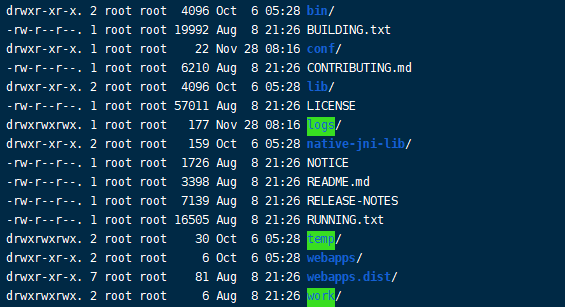 drwxr-xr-x. 2 root root  4096 Oct  6 05:28 bin/
-rw-r--r--. 1 root root 19992 Aug  8 21:26 BUILDING.txt
drwxr-xr-x. 1 root root    22 Nov 28 08:16 conf/
-rw-r--r--. 1 root root  6210 Aug  8 21:26 CONTRIBUTING.md
drwxr-xr-x. 2 root root  4096 Oct  6 05:28 lib/
-rw-r--r--. 1 root root 57011 Aug  8 21:26 LICENSE
drwxrwxrwx. 1 root root   177 Nov 28 08:16 logs/
drwxr-xr-x. 2 root root   159 Oct  6 05:28 native-jni-lib/
-rw-r--r--. 1 root root  1726 Aug  8 21:26 NOTICE
-rw-r--r--. 1 root root  3398 Aug  8 21:26 README.md
-rw-r--r--. 1 root root  7139 Aug  8 21:26 RELEASE-NOTES
-rw-r--r--. 1 root root 16505 Aug  8 21:26 RUNNING.txt
drwxrwxrwx. 2 root root    30 Oct  6 05:28 temp/
drwxr-xr-x. 2 root root     6 Oct  6 05:28 webapps/
drwxr-xr-x. 7 root root    81 Aug  8 21:26 webapps.dist/
drwxrwxrwx. 2 root root     6 Aug  8 21:26 work/